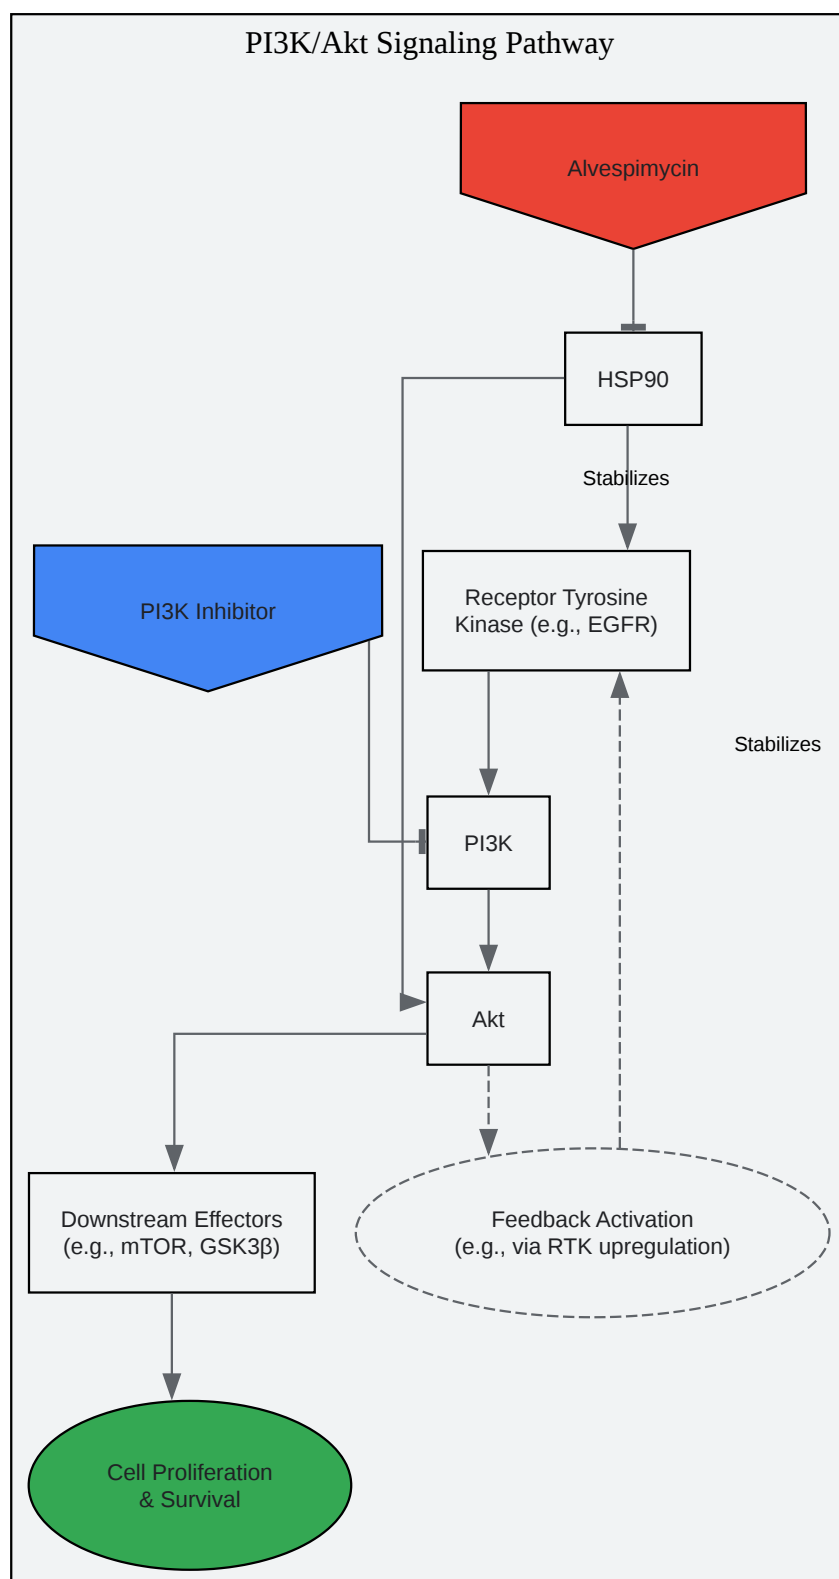 PI3K/Akt Signaling Pathway
Alvespimycin
HSP90
Stabilizes
Receptor Tyrosine
Kinase (e.g., EGFR)
PI3K Inhibitor
Stabilizes
PI3K
Akt
Downstream Effectors
(e.g., mTOR, GSK3β)
Feedback Activation
(e.g., via RTK upregulation)
Cell Proliferation
& Survival